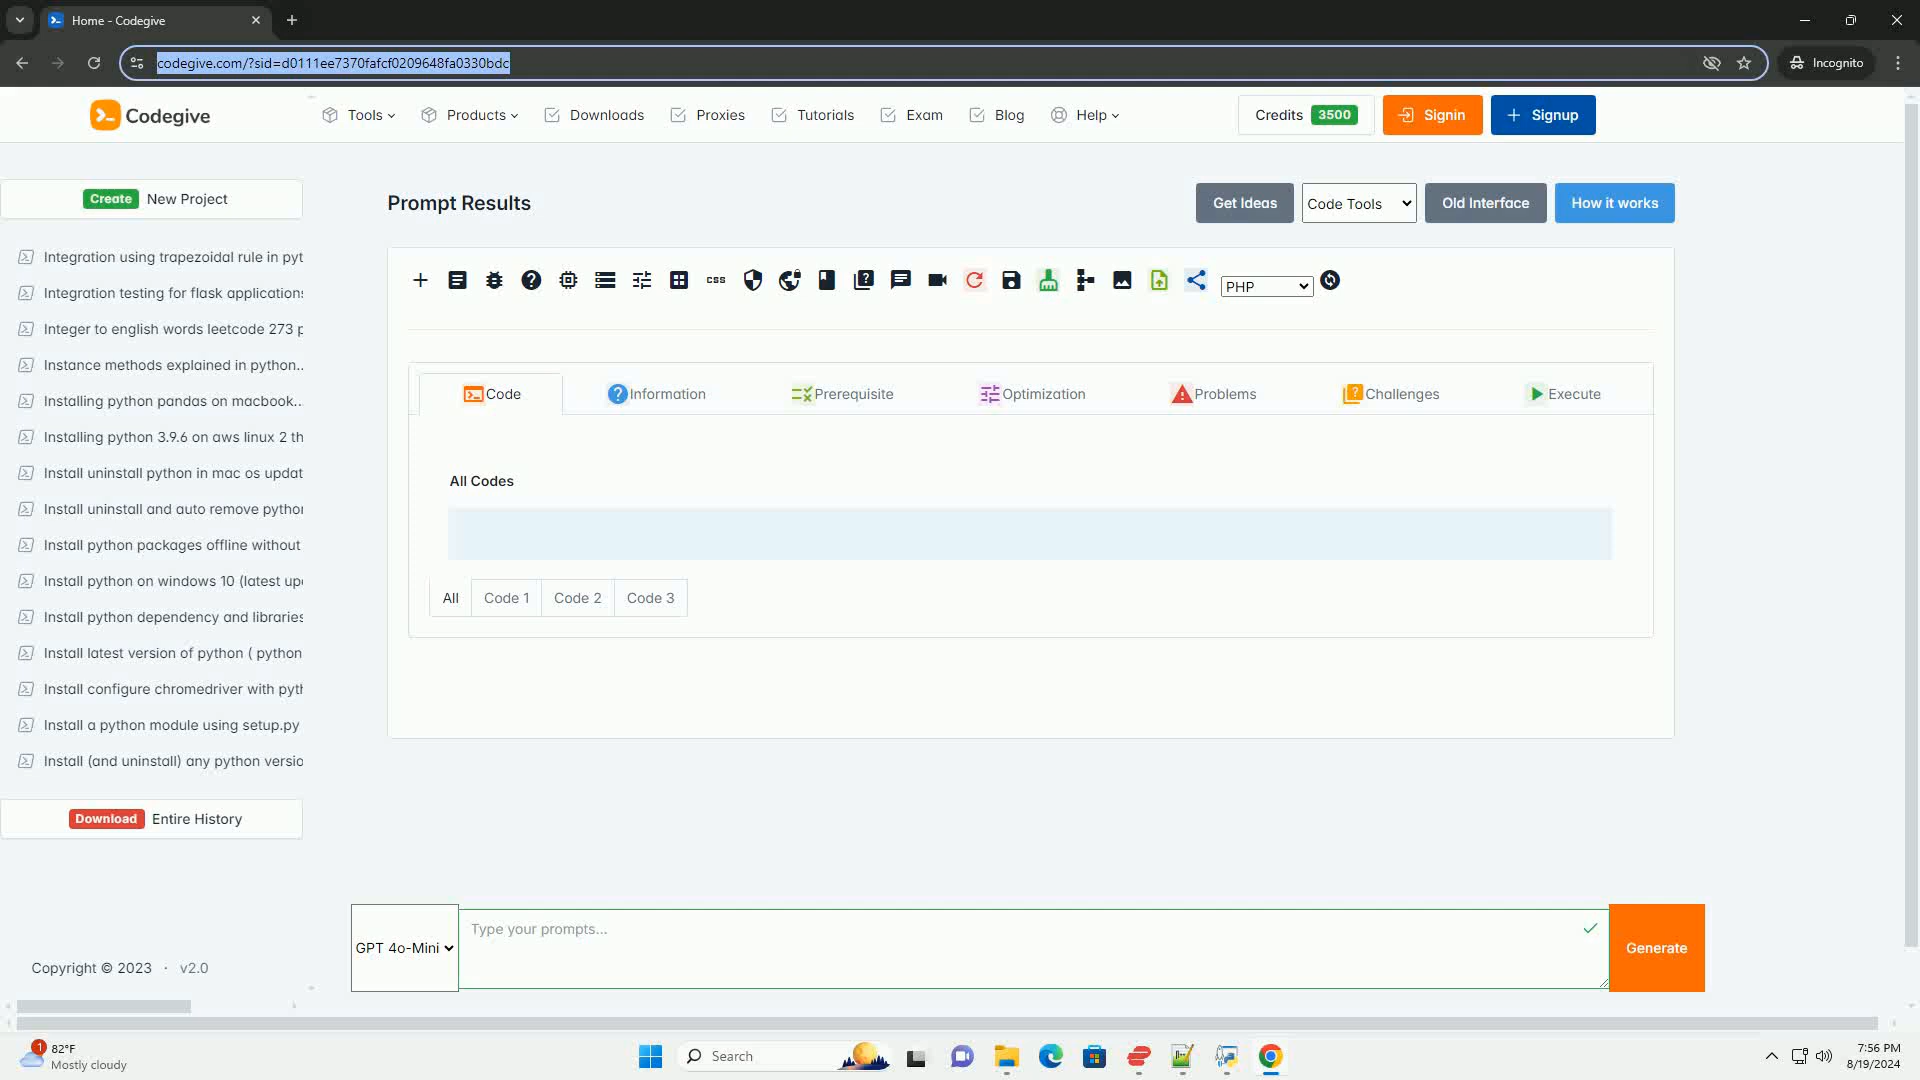 Home - Codegive
codegive.com/?sid=d0111ee7370fafcf0209648fa0330bdc
Incognito
Codegive
Tools
Products
Downloads
Proxies
Tutorials
Exam
Blog
Help
Credits 3500
Signin
Signup
Create New Project
Integration using trapezoidal rule in pyt
Integration testing for flask applications
Integer to english words leetcode 273 p
Instance methods explained in python..
Installing python pandas on macbook..
Installing python 3.9.6 on aws linux 2 th
Install uninstall python in mac os updat
Install uninstall and auto remove pythor
Install python packages offline without
Install python on windows 10 (latest upd
Install python dependency and libraries
Install latest version of python ( python
Install configure chromedriver with pyth
Install a python module using setup.py
Install (and uninstall) any python versio
Download Entire History
Copyright © 2023 · v2.0
Prompt Results
Get Ideas
Code Tools
Old Interface
How it works
CSS
PHP
Code
Information
Prerequisite
Optimization
Problems
Challenges
Execute
All Codes
All
Code 1
Code 2
Code 3
GPT 4o-Mini
Type your prompts...
Generate
1
82°F
Mostly cloudy
Search
7:56 PM
8/19/2024